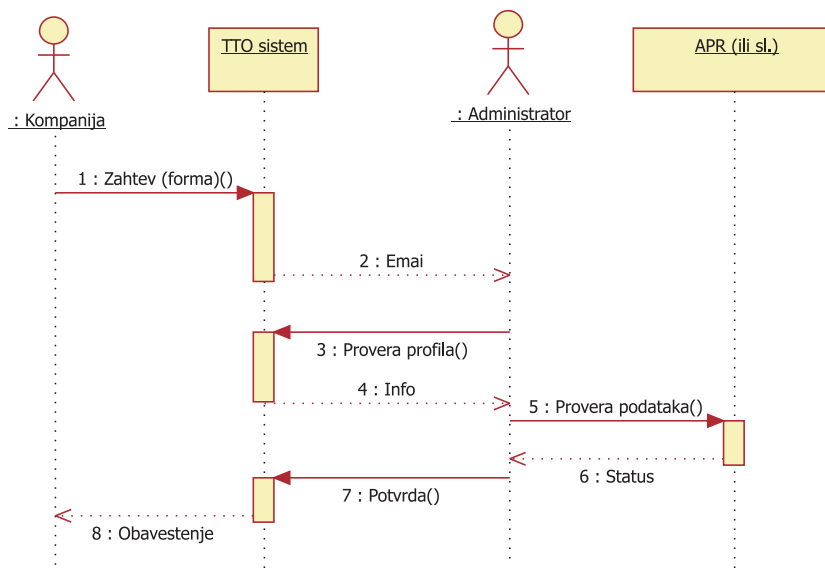 TTO sistem
APR (ili sl.)
: Kompanija
: Administrator
1 : Zahtev (forma)()
2 : Emai
3 : Provera profila()
4 : Info
5 : Provera podataka()
6 : Status
7 : Potvrda()
8 : Obavestenje